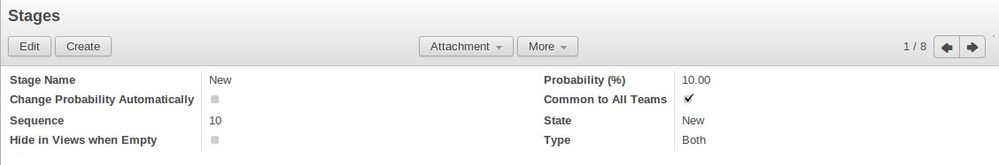 Stages
Edit Create Attachment More 1 / 8
Stage Name New Probability (%) 10.00
Change Probability Automatically Common to All Teams
Sequence 10 State New
Hide in Views when Empty Type Both